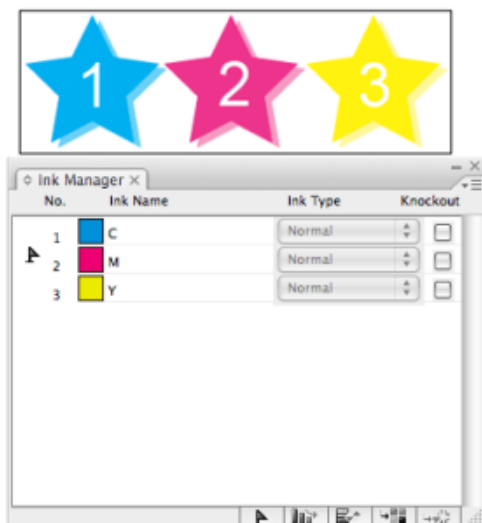 1 2 3
Ink Manager
No. Ink Name Ink Type Knockout
1 C Normal
2 M Normal
3 Y Normal